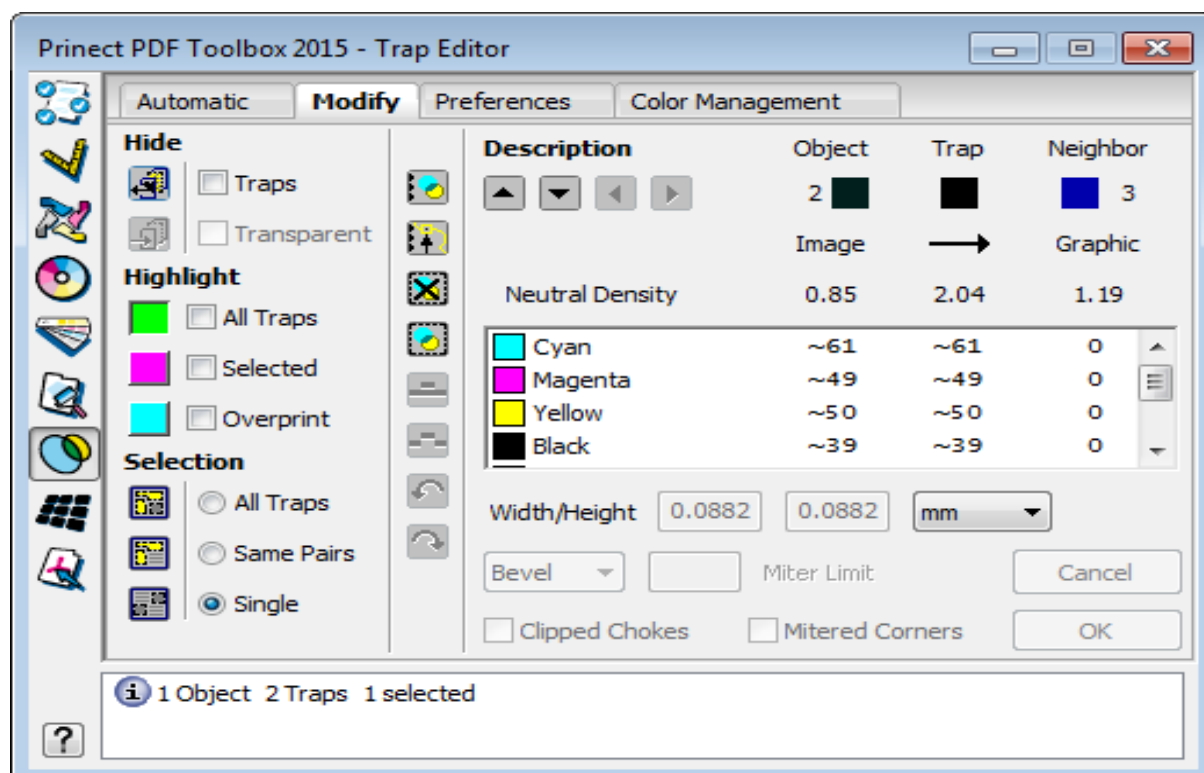 Prinect PDF Toolbox 2015 - Trap Editor
Automatic Modify Preferences Color Management
Hide
Traps
Transparent
Highlight
All Traps
Selected
Overprint
Selection
All Traps
Same Pairs
Single
Description Object Trap Neighbor
2 3
Image Graphic
Neutral Density 0.85 2.04 1.19
Cyan ~61 ~61 0
Magenta ~49 ~49 0
Yellow ~50 ~50 0
Black ~39 ~39 0
Width/Height 0.0882 0.0882 mm
Bevel Miter Limit Cancel
Clipped Chokes Mitered Corners OK
1 Object 2 Traps 1 selected
?